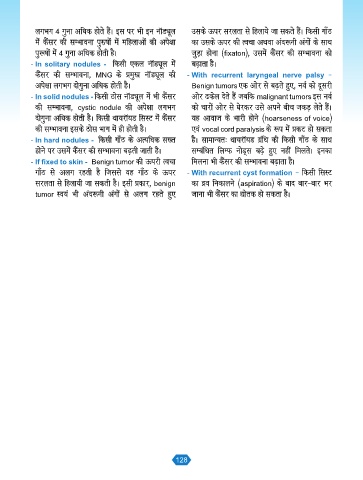 लगभग 4 गुना अधिक होते हैं। इस पर भी इन नॉड्यूल
में कैंसर की सम्भावना पुरुषों में महिलाओं की अपेक्षा
पुरुषों में 4 गुना अधिक होती है।
- In solitary nodules - किसी एकल नॉड्यूल में
कैंसर की सम्भावना, MNG के प्रमुख नॉड्यूल की
अपेक्षा लगभग दोगुना अधिक होती है।
- In solid nodules - किसी ठोस नॉड्यूल में भी कैंसर
की सम्भावना, cystic nodule की अपेक्षा लगभग
दोगुना अधिक होती है। किसी थायरॉयड सिस्ट में कैंसर
की सम्भावना इसके ठोस भाग में ही होती है।
- In hard nodules - किसी गाँठ के अत्यधिक सख्त
होने पर उसमें कैंसर की सम्भावना बढ़ती जाती है।
- If fixed to skin - Benign tumor की ऊपरी त्वचा
गाँठ से अलग रहती है जिससे वह गाँठ के ऊपर
सरलता से हिलायी जा सकती है। इसी प्रकार, benign
tumor स्वयं भी अंदरूनी अंगों से अलग रहते हुए
उसके ऊपर सरलता से हिलाये जा सकते हैं। किसी गाँठ
का उसके ऊपर की त्वचा अथवा अंदरूनी अंगों के साथ
जुड़ा होना (fixaton), उसमें कैंसर की सम्भावना को
बढ़ाता है।
- With recurrent laryngeal nerve palsy -
Benign tumors एक ओर से बढ़ते हुए, नर्व को दूसरी
ओर ढकेल देते हैं जबकि malignant tumors इस नर्व
को चारों ओर से घेरकर उसे अपने बीच जकड़ लेते हैं।
यह आवाज के भारी होने (hoarseness of voice)
एवं vocal cord paralysis के रूप में प्रकट हो सकता
है। सामान्यतः थायरॉयड ग्रंथि की किसी गाँठ के साथ
सम्बंधित लिम्फ नोड्स बढ़े हुए नहीं मिलते। इनका
मिलना भी कैंसर की सम्भावना बढ़ाता है।
- With recurrent cyst formation - किसी सिस्ट
का द्रव निकालने (aspiration) के बाद बार-बार भर
जाना भी कैंसर का द्योतक हो सकता है।
128